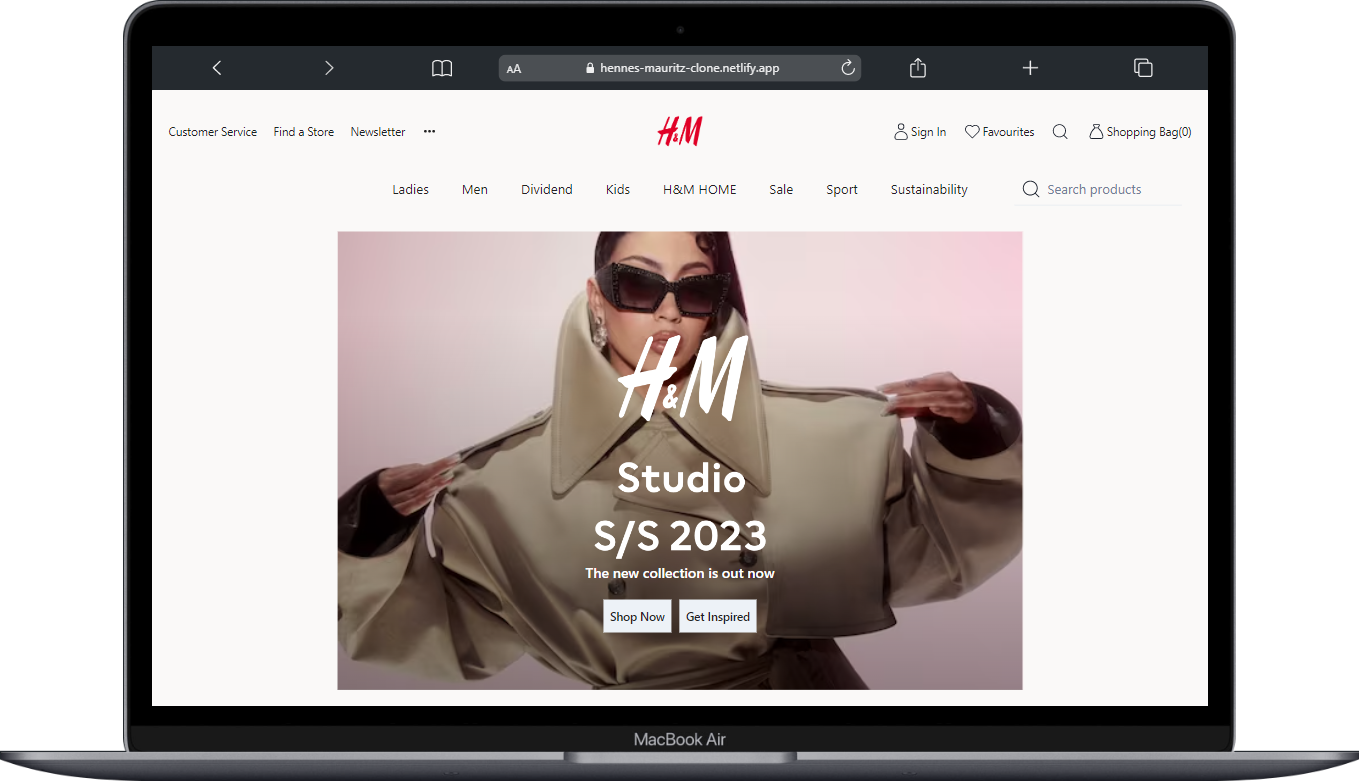 AA hennes-mauritz-clone.netlify.app
Customer Service Find a Store Newsletter ••• H&M Sign In Favourites Shopping Bag(0)
Ladies Men Dividend Kids H&M HOME Sale Sport Sustainability Search products
H&M
Studio
S/S 2023
The new collection is out now
Shop Now Get Inspired
MacBook Air